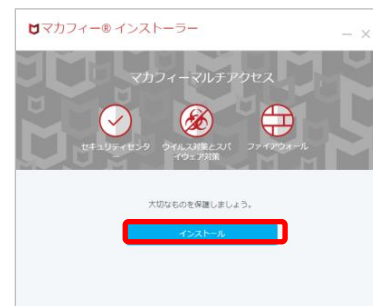 マカフィー® インストーラー
マカフィーマルチアクセス
セキュリティセンター
ウイルス対策とスパイウェア対策
ファイアウォール
大切なものを保護しましょう。
インストール